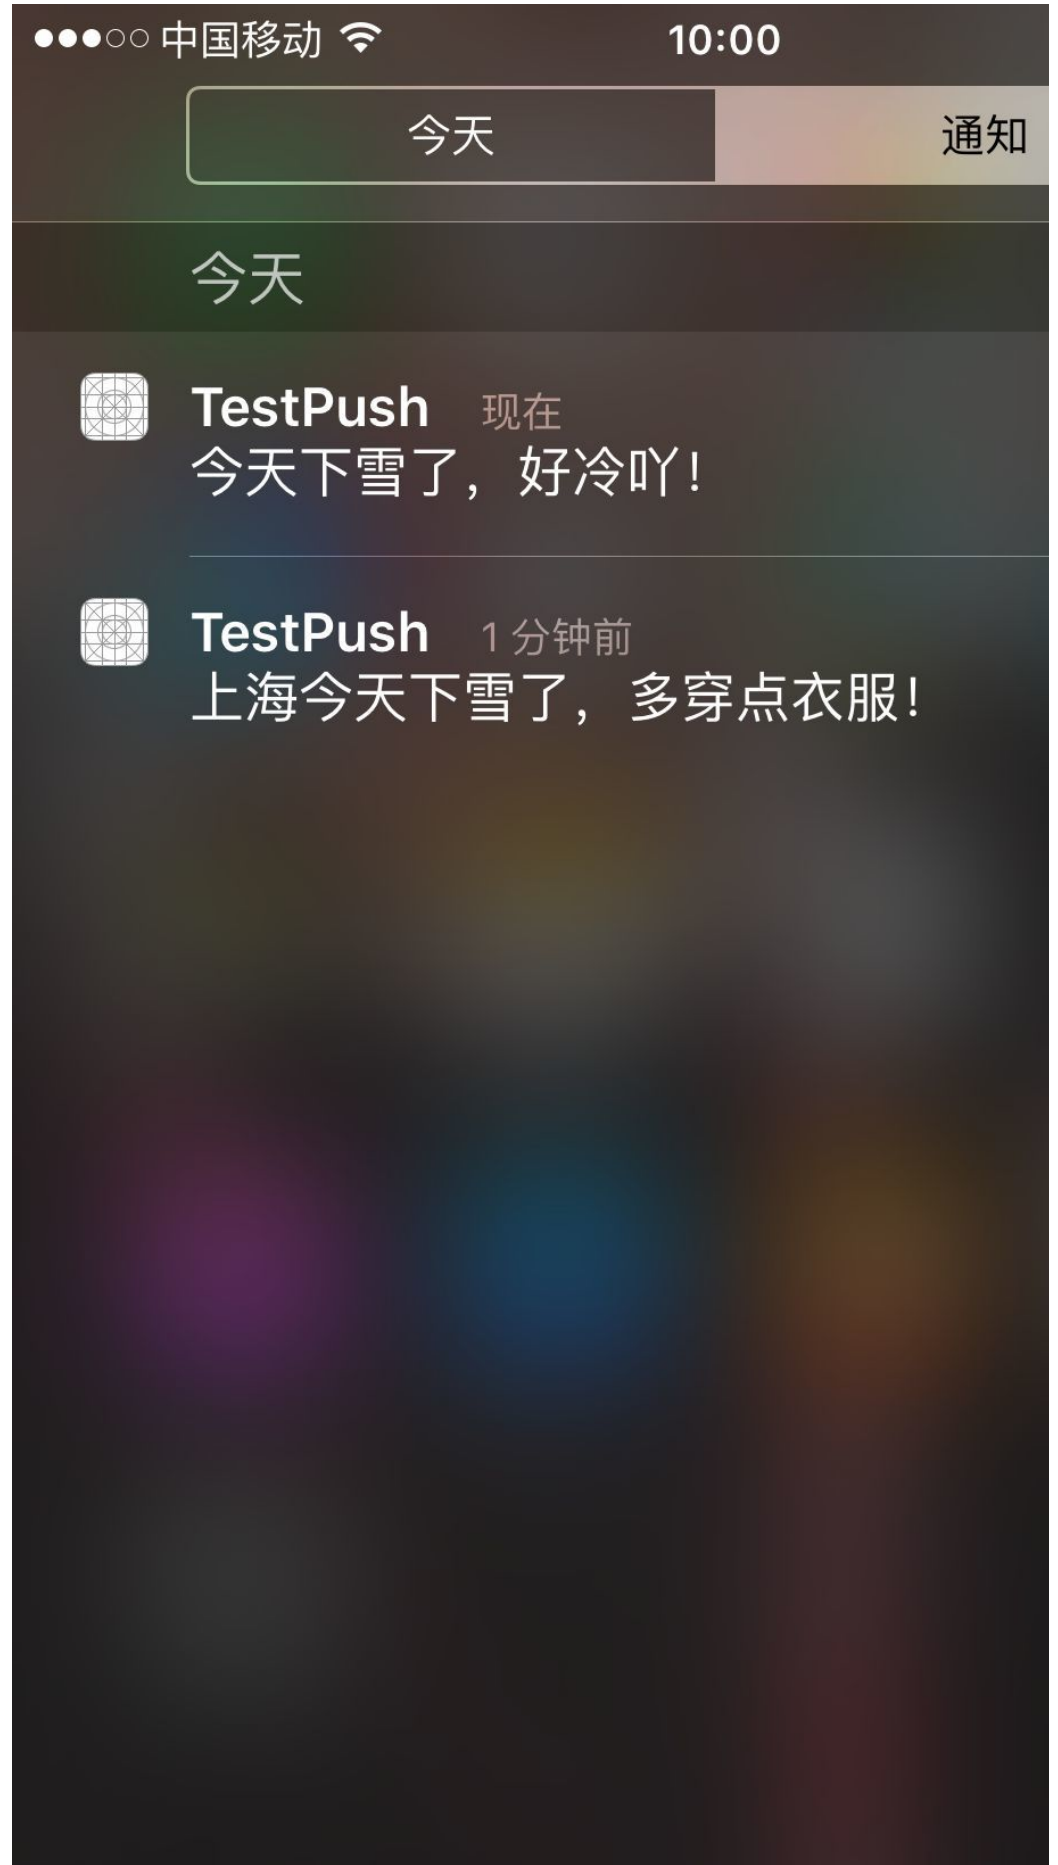 中国移动 10:00
今天 通知
今天
TestPush 现在
今天下雪了，好冷吖！
TestPush 1 分钟前
上海今天下雪了，多穿点衣服！